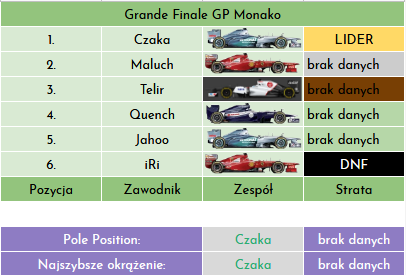 Grande Finale GP Monako
1. Czaka LIDER
2. Maluch brak danych
3. Telir brak danych
4. Quench brak danych
5. Jahoo brak danych
6. iRi DNF
Pozycja Zawodnik Zespół Strata
Pole Position: Czaka brak danych
Najszybsze okrążenie: Czaka brak danych